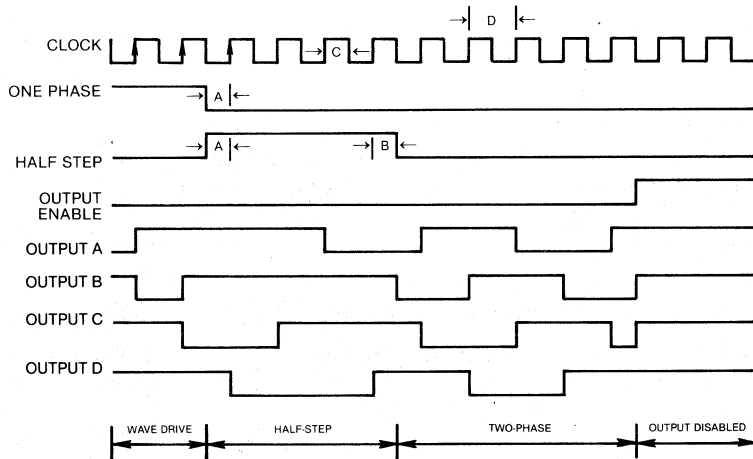 D
CLOCK
C
ONE PHASE
A
A
B
HALF STEP
OUTPUT
ENABLE
OUTPUT A
OUTPUT B
OUTPUT C
OUTPUT D
WAVE DRIVE
HALF-STEP
TWO-PHASE
OUTPUT DISABLED